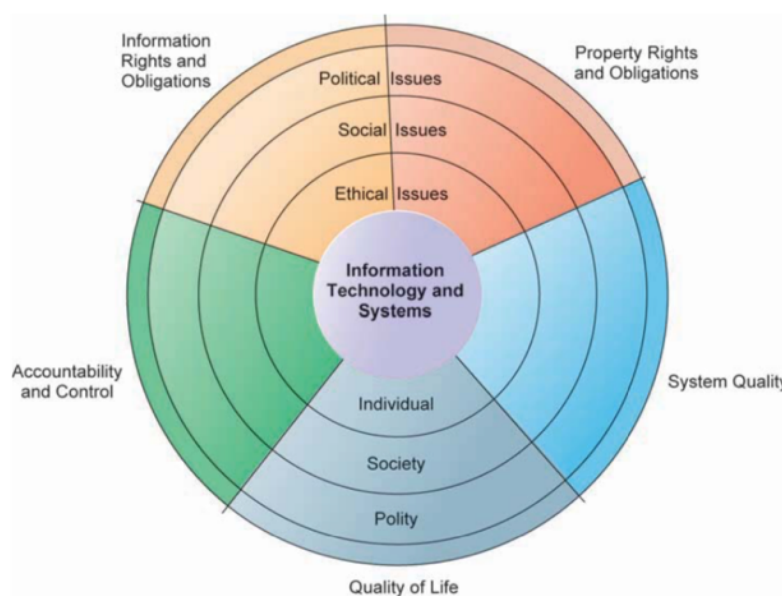 Information
Rights and
Obligations
Property Rights
and Obligations
Political Issues
Social Issues
Ethical Issues
Information
Technology and
Systems
Accountability
and Control
System Quality
Individual
Society
Polity
Quality of Life